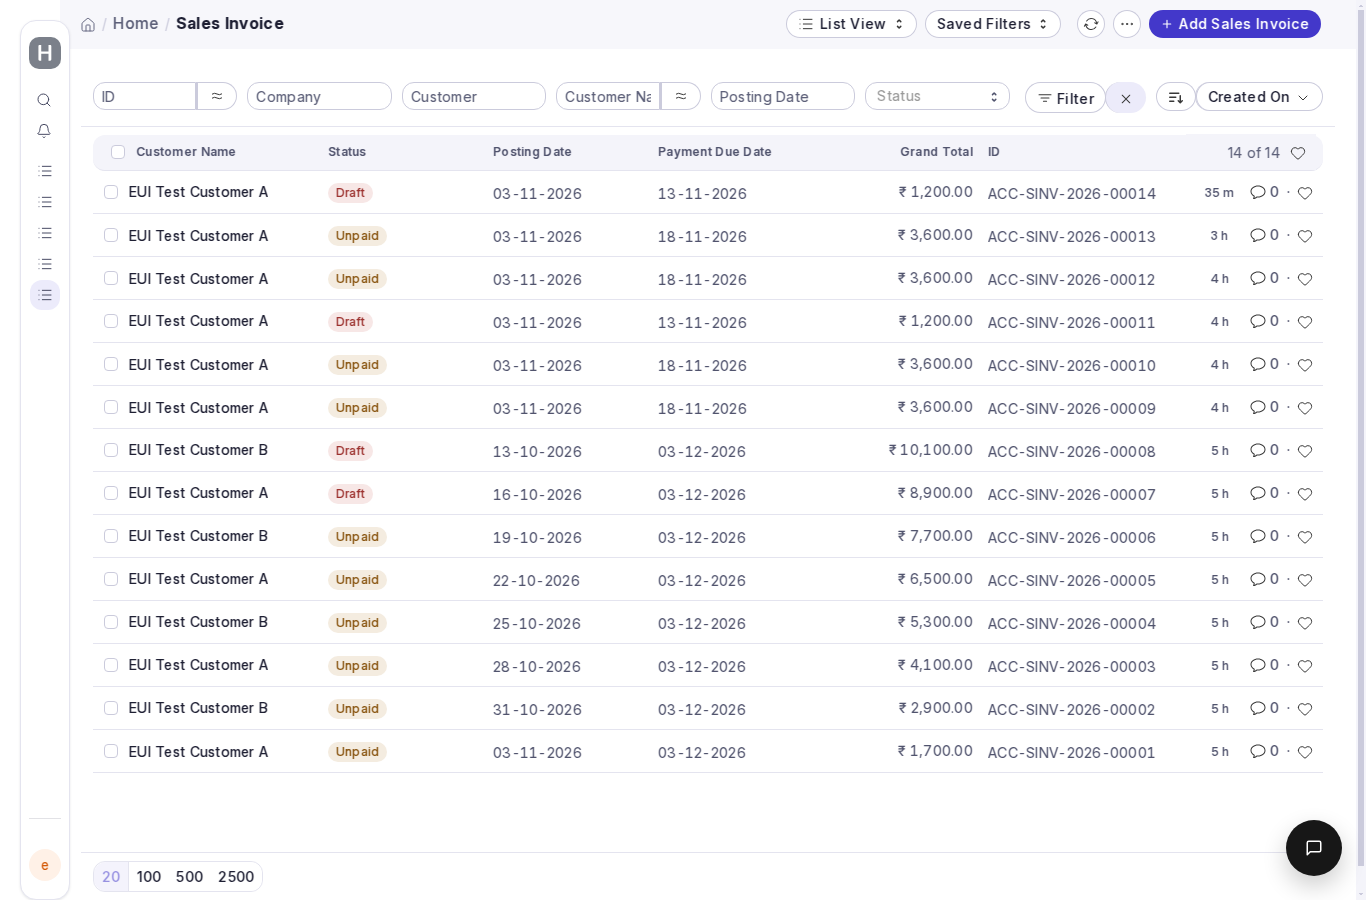 H
Home / Sales Invoice
List View
Saved Filters
Add Sales Invoice
ID
≈
Company
Customer
Customer Na
≈
Posting Date
Status
Filter
Created On
Customer Name Status Posting Date Payment Due Date Grand Total ID 14 of 14
EUI Test Customer A Draft 03-11-2026 13-11-2026 ₹ 1,200.00 ACC-SINV-2026-00014 35 m 0 ·
EUI Test Customer A Unpaid 03-11-2026 18-11-2026 ₹ 3,600.00 ACC-SINV-2026-00013 3 h 0 ·
EUI Test Customer A Unpaid 03-11-2026 18-11-2026 ₹ 3,600.00 ACC-SINV-2026-00012 4 h 0 ·
EUI Test Customer A Draft 03-11-2026 13-11-2026 ₹ 1,200.00 ACC-SINV-2026-00011 4 h 0 ·
EUI Test Customer A Unpaid 03-11-2026 18-11-2026 ₹ 3,600.00 ACC-SINV-2026-00010 4 h 0 ·
EUI Test Customer A Unpaid 03-11-2026 18-11-2026 ₹ 3,600.00 ACC-SINV-2026-00009 4 h 0 ·
EUI Test Customer B Draft 13-10-2026 03-12-2026 ₹ 10,100.00 ACC-SINV-2026-00008 5 h 0 ·
EUI Test Customer A Draft 16-10-2026 03-12-2026 ₹ 8,900.00 ACC-SINV-2026-00007 5 h 0 ·
EUI Test Customer B Unpaid 19-10-2026 03-12-2026 ₹ 7,700.00 ACC-SINV-2026-00006 5 h 0 ·
EUI Test Customer A Unpaid 22-10-2026 03-12-2026 ₹ 6,500.00 ACC-SINV-2026-00005 5 h 0 ·
EUI Test Customer B Unpaid 25-10-2026 03-12-2026 ₹ 5,300.00 ACC-SINV-2026-00004 5 h 0 ·
EUI Test Customer A Unpaid 28-10-2026 03-12-2026 ₹ 4,100.00 ACC-SINV-2026-00003 5 h 0 ·
EUI Test Customer B Unpaid 31-10-2026 03-12-2026 ₹ 2,900.00 ACC-SINV-2026-00002 5 h 0 ·
EUI Test Customer A Unpaid 03-11-2026 03-12-2026 ₹ 1,700.00 ACC-SINV-2026-00001 5 h 0 ·
e
20 100 500 2500